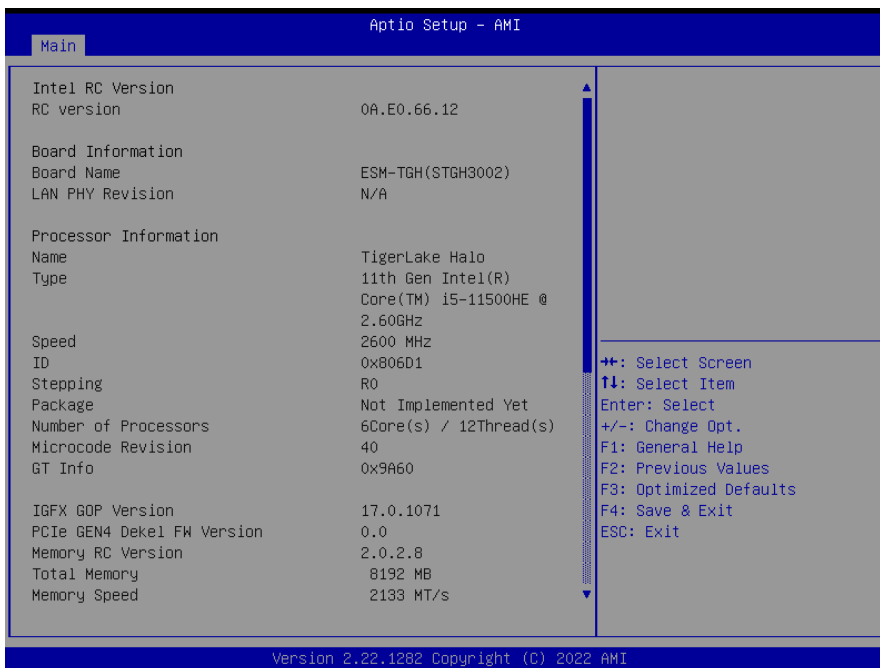 Aptio Setup - AMI
Main
Intel RC Version
RC version 0A.E0.66.12
Board Information
Board Name ESM-TGH(STGH3002)
LAN PHY Revision N/A
Processor Information
Name TigerLake Halo
Type 11th Gen Intel(R)
Core(TM) i5-11500HE @
2.60GHz
Speed 2600 MHz
ID 0x806D1
Stepping R0
Package Not Implemented Yet
Number of Processors 6Core(s) / 12Thread(s)
Microcode Revision 40
GT Info 0x9A60
IGFX GOP Version 17.0.1071
PCIe GEN4 Dekel FW Version 0.0
Memory RC Version 2.0.2.8
Total Memory 8192 MB
Memory Speed 2133 MT/s
→←: Select Screen
↑↓: Select Item
Enter: Select
+/-: Change Opt.
F1: General Help
F2: Previous Values
F3: Optimized Defaults
F4: Save & Exit
ESC: Exit
Version 2.22.1282 Copyright (C) 2022 AMI